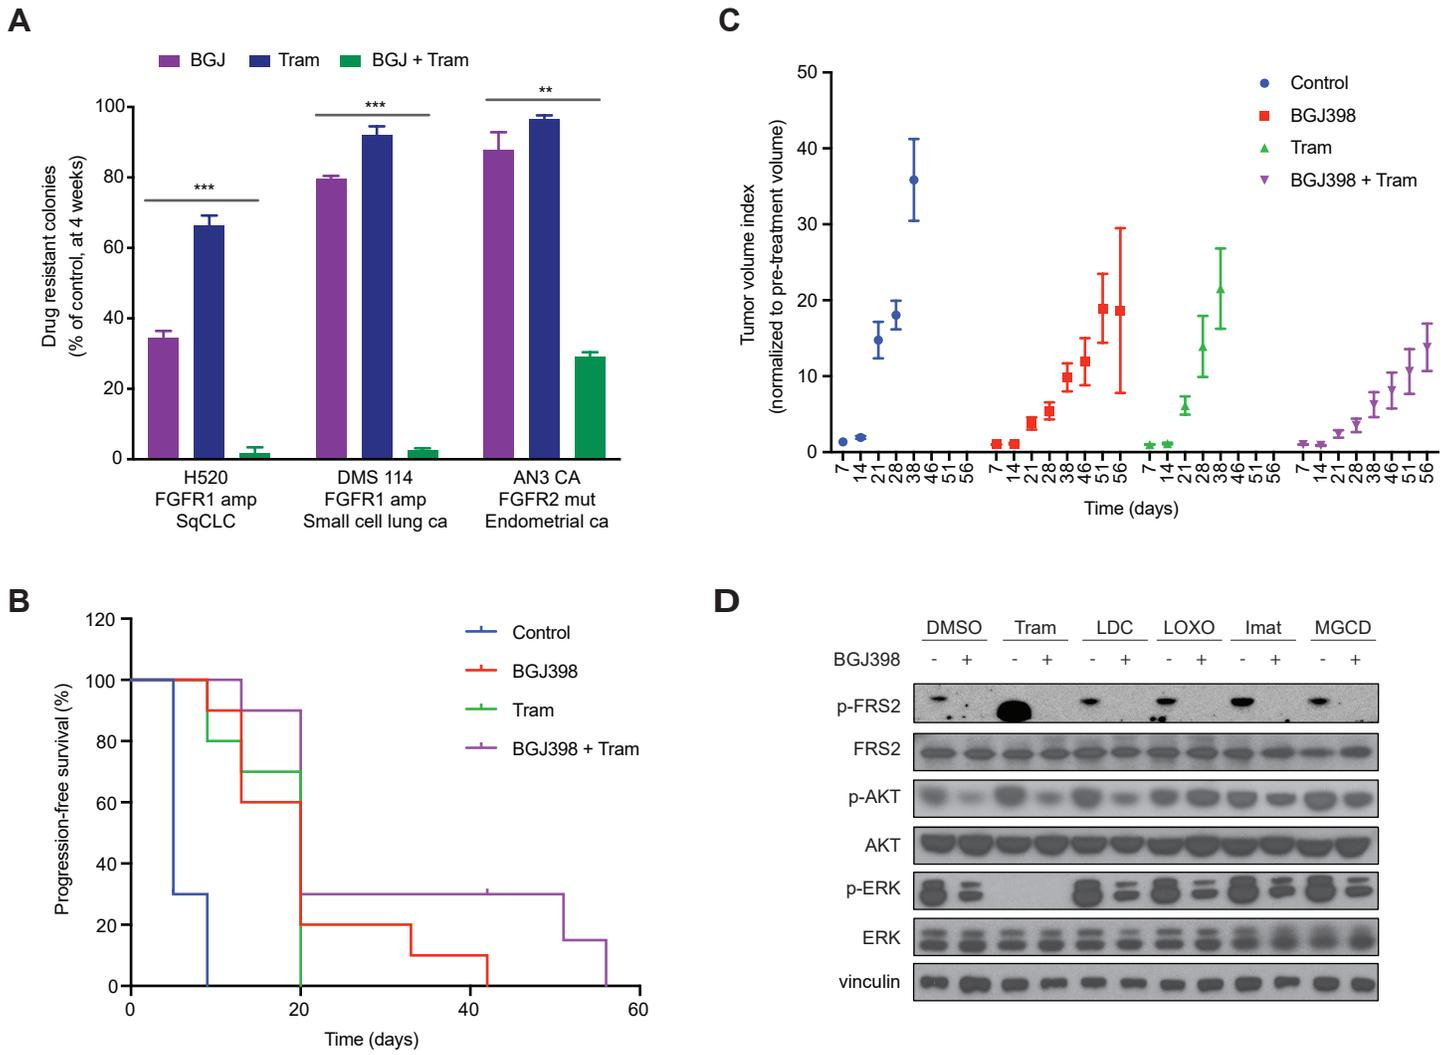 A
BGJ
Tram
BGJ + Tram
Drug resistant colonies
(% of control, at 4 weeks)
100
80
60
40
20
0
***
***
**
H520
FGFR1 amp
SqCLC
DMS 114
FGFR1 amp
Small cell lung ca
AN3 CA
FGFR2 mut
Endometrial ca
C
Control
BGJ398
Tram
BGJ398 + Tram
Tumor volume index
(normalized to pre-treatment volume)
50
40
30
20
10
0
7 14 21 28 38 46 51 56 7 14 21 28 38 46 51 56 7 14 21 28 38 46 51 56 7 14 21 28 38 46 51 56
Time (days)
B
Control
BGJ398
Tram
BGJ398 + Tram
Progression-free survival (%)
120
100
80
60
40
20
0
0 20 40 60
Time (days)
D
DMSO Tram LDC LOXO Imat MGCD
BGJ398 - + - + - + - + - + - +
p-FRS2
FRS2
p-AKT
AKT
p-ERK
ERK
vinculin